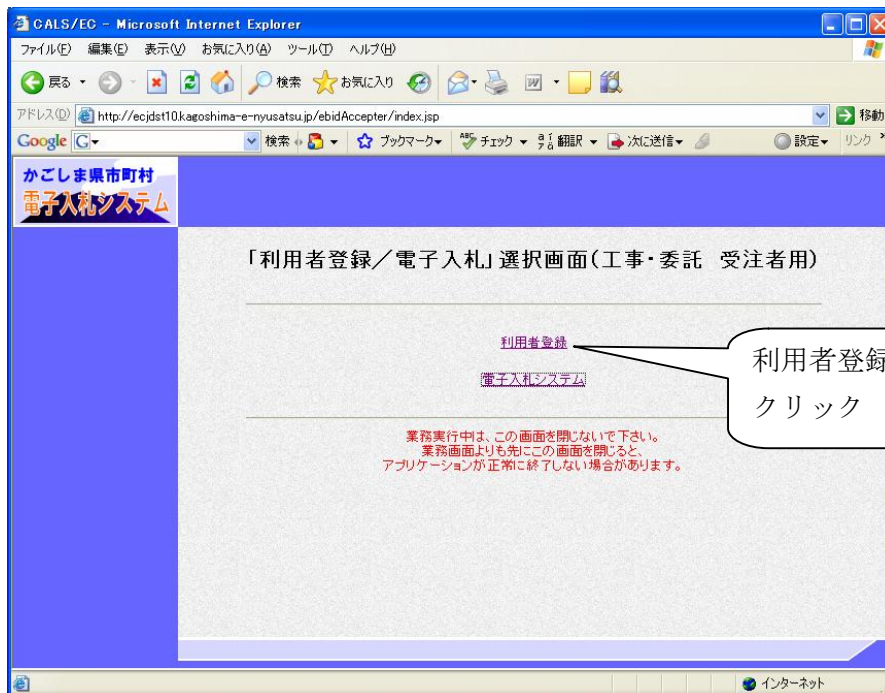 CALS/EC - Microsoft Internet Explorer
ファイル(F) 編集(E) 表示(V) お気に入り(A) ツール(T) ヘルプ(H)
戻る 検索 お気に入り
アドレス(D) http://ecjdst10.kagoshima-e-nyusatsu.jp/ebidAccepter/index.jsp 移動
Google G 検索 ブックマーク チェック 翻訳 次に送信 設定 リンク »
かごしま県市町村
電子入札システム
「利用者登録／電子入札」選択画面(工事・委託 受注者用)
利用者登録
電子入札システム
利用者登録
クリック
業務実行中は、この画面を閉じないで下さい。
業務画面よりも先にこの画面を閉じると、
アプリケーションが正常に終了しない場合があります。
インターネット